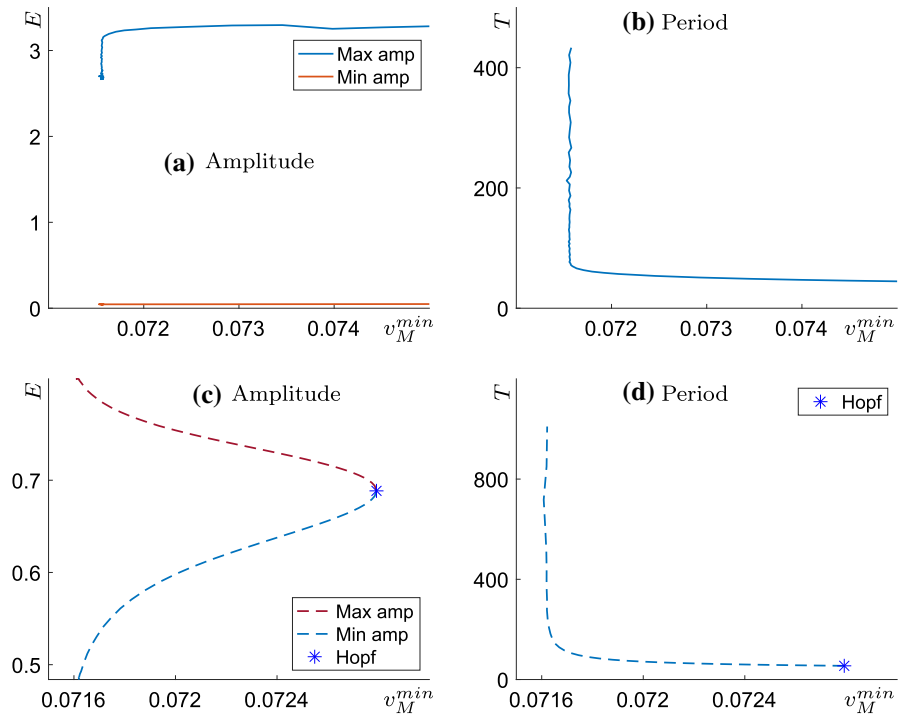 E
3
2
1
0
Max amp
Min amp
(a) Amplitude
0.072
0.073
0.074
v_M^{min}
T
400
200
0
(b) Period
0.072
0.073
0.074
v_M^{min}
E
0.7
0.6
0.5
(c) Amplitude
Max amp
Min amp
Hopf
0.0716
0.072
0.0724
v_M^{min}
T
800
400
0
(d) Period
Hopf
0.0716
0.072
0.0724
v_M^{min}